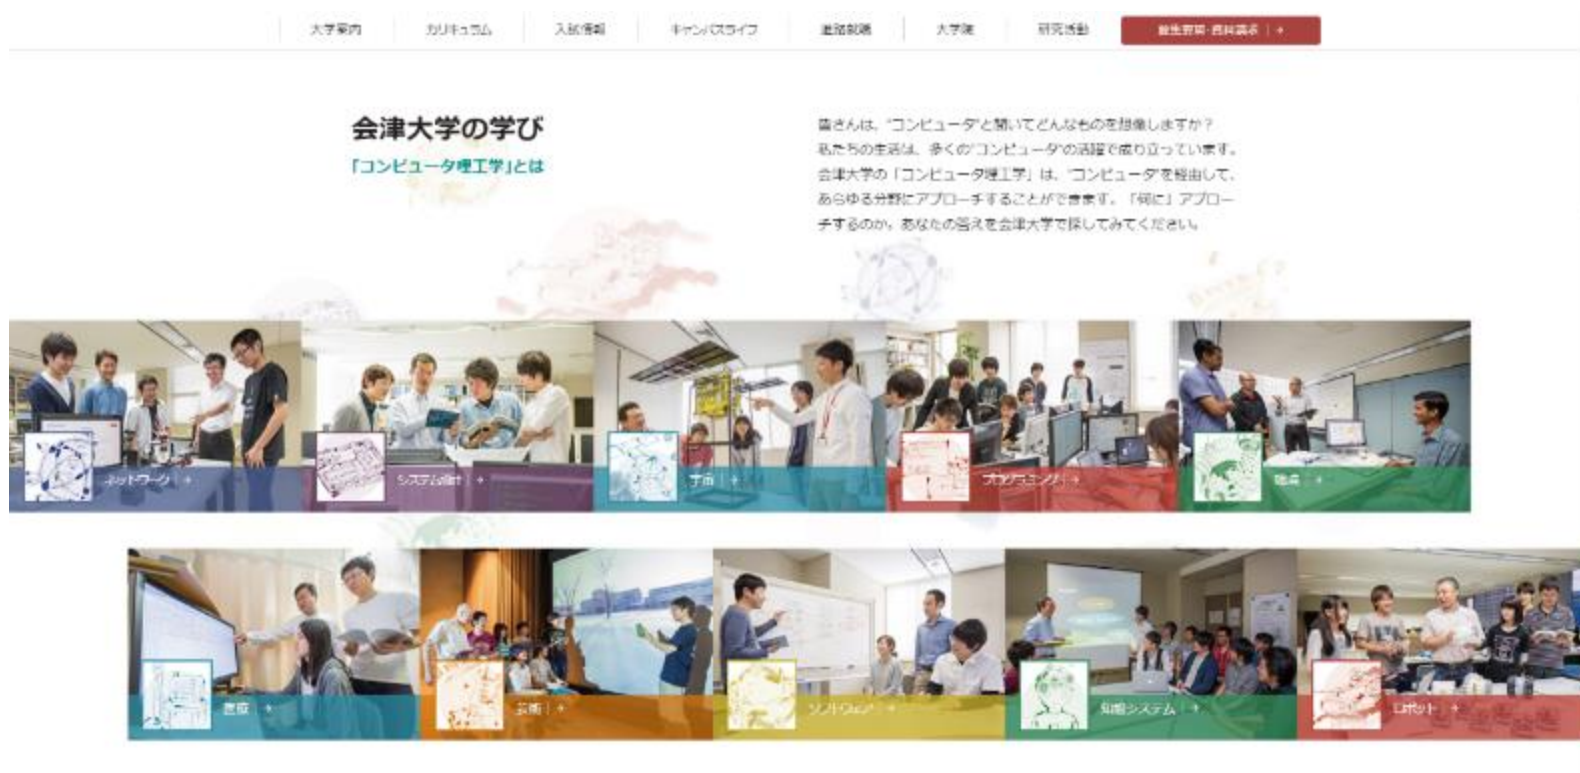 大学案内
カリキュラム
入試情報
キャンパスライフ
進路就職
大学院
研究活動
学生募集・資料請求
会津大学の学び
「コンピュータ理工学」とは
皆さんは、"コンピュータ"と聞いてどんなものを想像しますか？
私たちの生活は、多くの"コンピュータ"の活躍で成り立っています。
会津大学の「コンピュータ理工学」は、"コンピュータ"を経由して、
あらゆる分野にアプローチすることができます。「何に」アプロー
チするのか。あなたの答えを会津大学で探してみてください。
ネットワーク
システム設計
宇宙
プログラミング
環境
医療
芸術
ソフトウェア
知能システム
ロボット